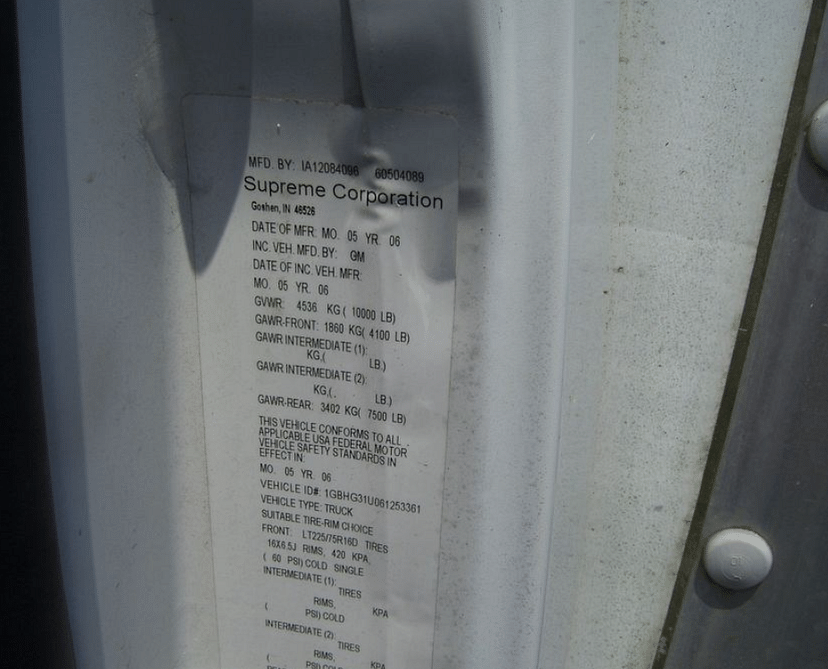 MFD. BY: IA12084096 60504089
Supreme Corporation
Goshen, IN 46526
DATE OF MFR: MO. 05 YR. 06
INC. VEH. MFD. BY: GM
DATE OF INC. VEH. MFR:
MO. 05 YR. 06
GVWR: 4536 KG ( 10000 LB)
GAWR-FRONT: 1860 KG( 4100 LB)
GAWR INTERMEDIATE (1):
KG,( LB.)
GAWR INTERMEDIATE (2):
KG,(. LB.)
GAWR-REAR: 3402 KG( 7500 LB)
THIS VEHICLE CONFORMS TO ALL
APPLICABLE USA FEDERAL MOTOR
VEHICLE SAFETY STANDARDS IN
EFFECT IN:
MO. 05 YR. 06
VEHICLE ID#: 1GBHG31U061253361
VEHICLE TYPE: TRUCK
SUITABLE TIRE-RIM CHOICE
FRONT: LT225/75R16D TIRES
16X6.5J RIMS, 420 KPA,
( 60 PSI) COLD SINGLE
INTERMEDIATE (1):
TIRES
RIMS, KPA
( PSI) COLD
INTERMEDIATE (2):
TIRES
RIMS, KPA
( PSI) COLD